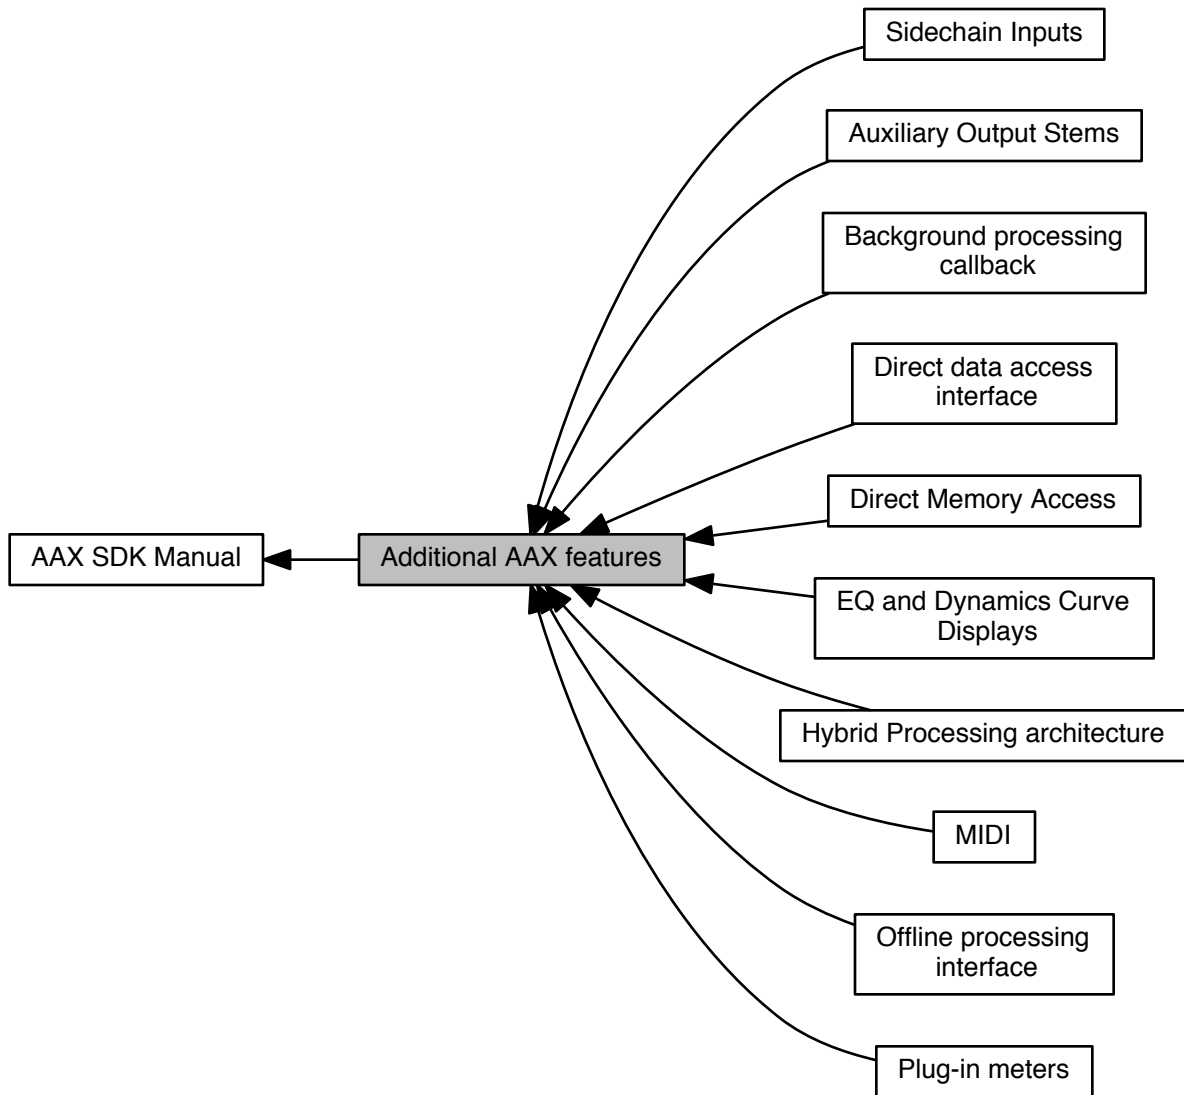 Sidechain Inputs
Auxiliary Output Stems
Background processing
callback
Direct data access
interface
Direct Memory Access
AAX SDK Manual
Additional AAX features
EQ and Dynamics Curve
Displays
Hybrid Processing architecture
MIDI
Offline processing
interface
Plug-in meters